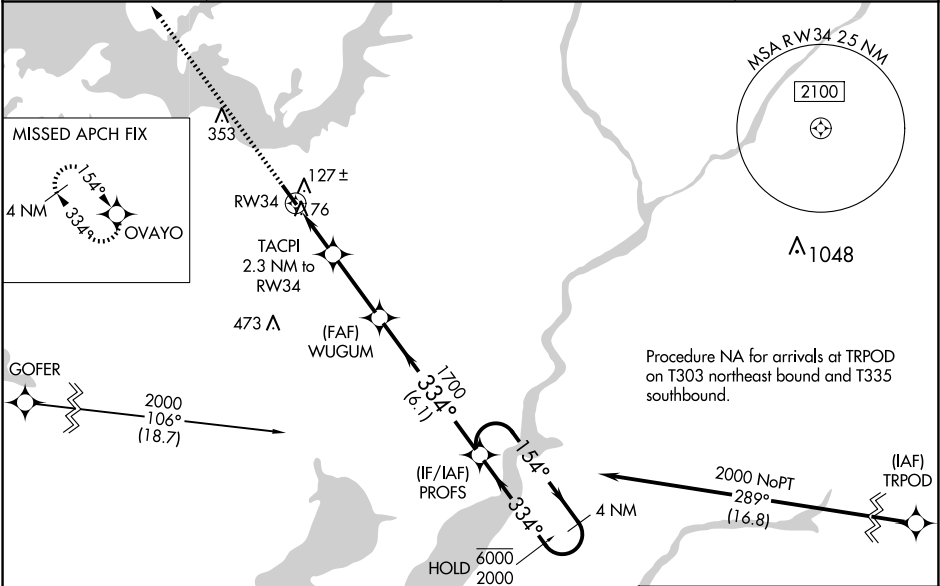 MSA RW34 25 NM
2100
353
MISSED APCH FIX
154°
4 NM
334°
OVAYO
127 ±
RW34
76
TACPI
2.3 NM to
RW34
1048
473
(FAF)
WUGUM
Procedure NA for arrivals at TRPOD
on T303 northeast bound and T335
southbound.
GOFER
2000
106°
(18.7)
1700
334°
(6.1)
(IF/IAF)
PROFS
154°
334°
4 NM
HOLD
6000
2000
2000 NoPT
289°
(16.8)
(IAF)
TRPOD